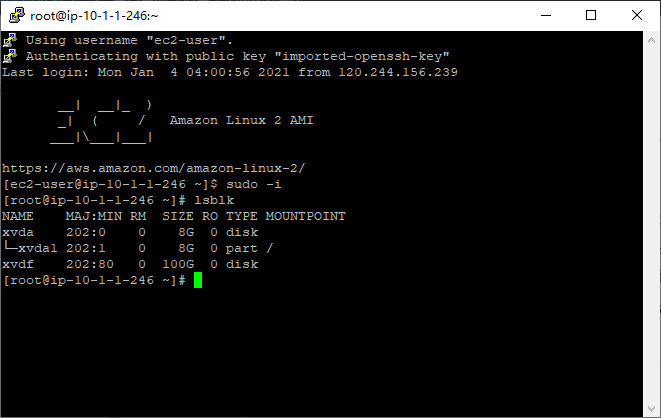 root@ip-10-1-1-246:~
Using username "ec2-user".
Authenticating with public key "imported-openssh-key"
Last login: Mon Jan  4 04:00:56 2021 from 120.244.156.239
       __|  __|_  )
       _|  (     /   Amazon Linux 2 AMI
      ___|\___|___|
https://aws.amazon.com/amazon-linux-2/
[ec2-user@ip-10-1-1-246 ~]$ sudo -i
[root@ip-10-1-1-246 ~]# lsblk
NAME    MAJ:MIN RM  SIZE RO TYPE MOUNTPOINT
xvda    202:0    0    8G  0 disk
└─xvda1 202:1    0    8G  0 part /
xvdf    202:80   0  100G  0 disk
[root@ip-10-1-1-246 ~]#